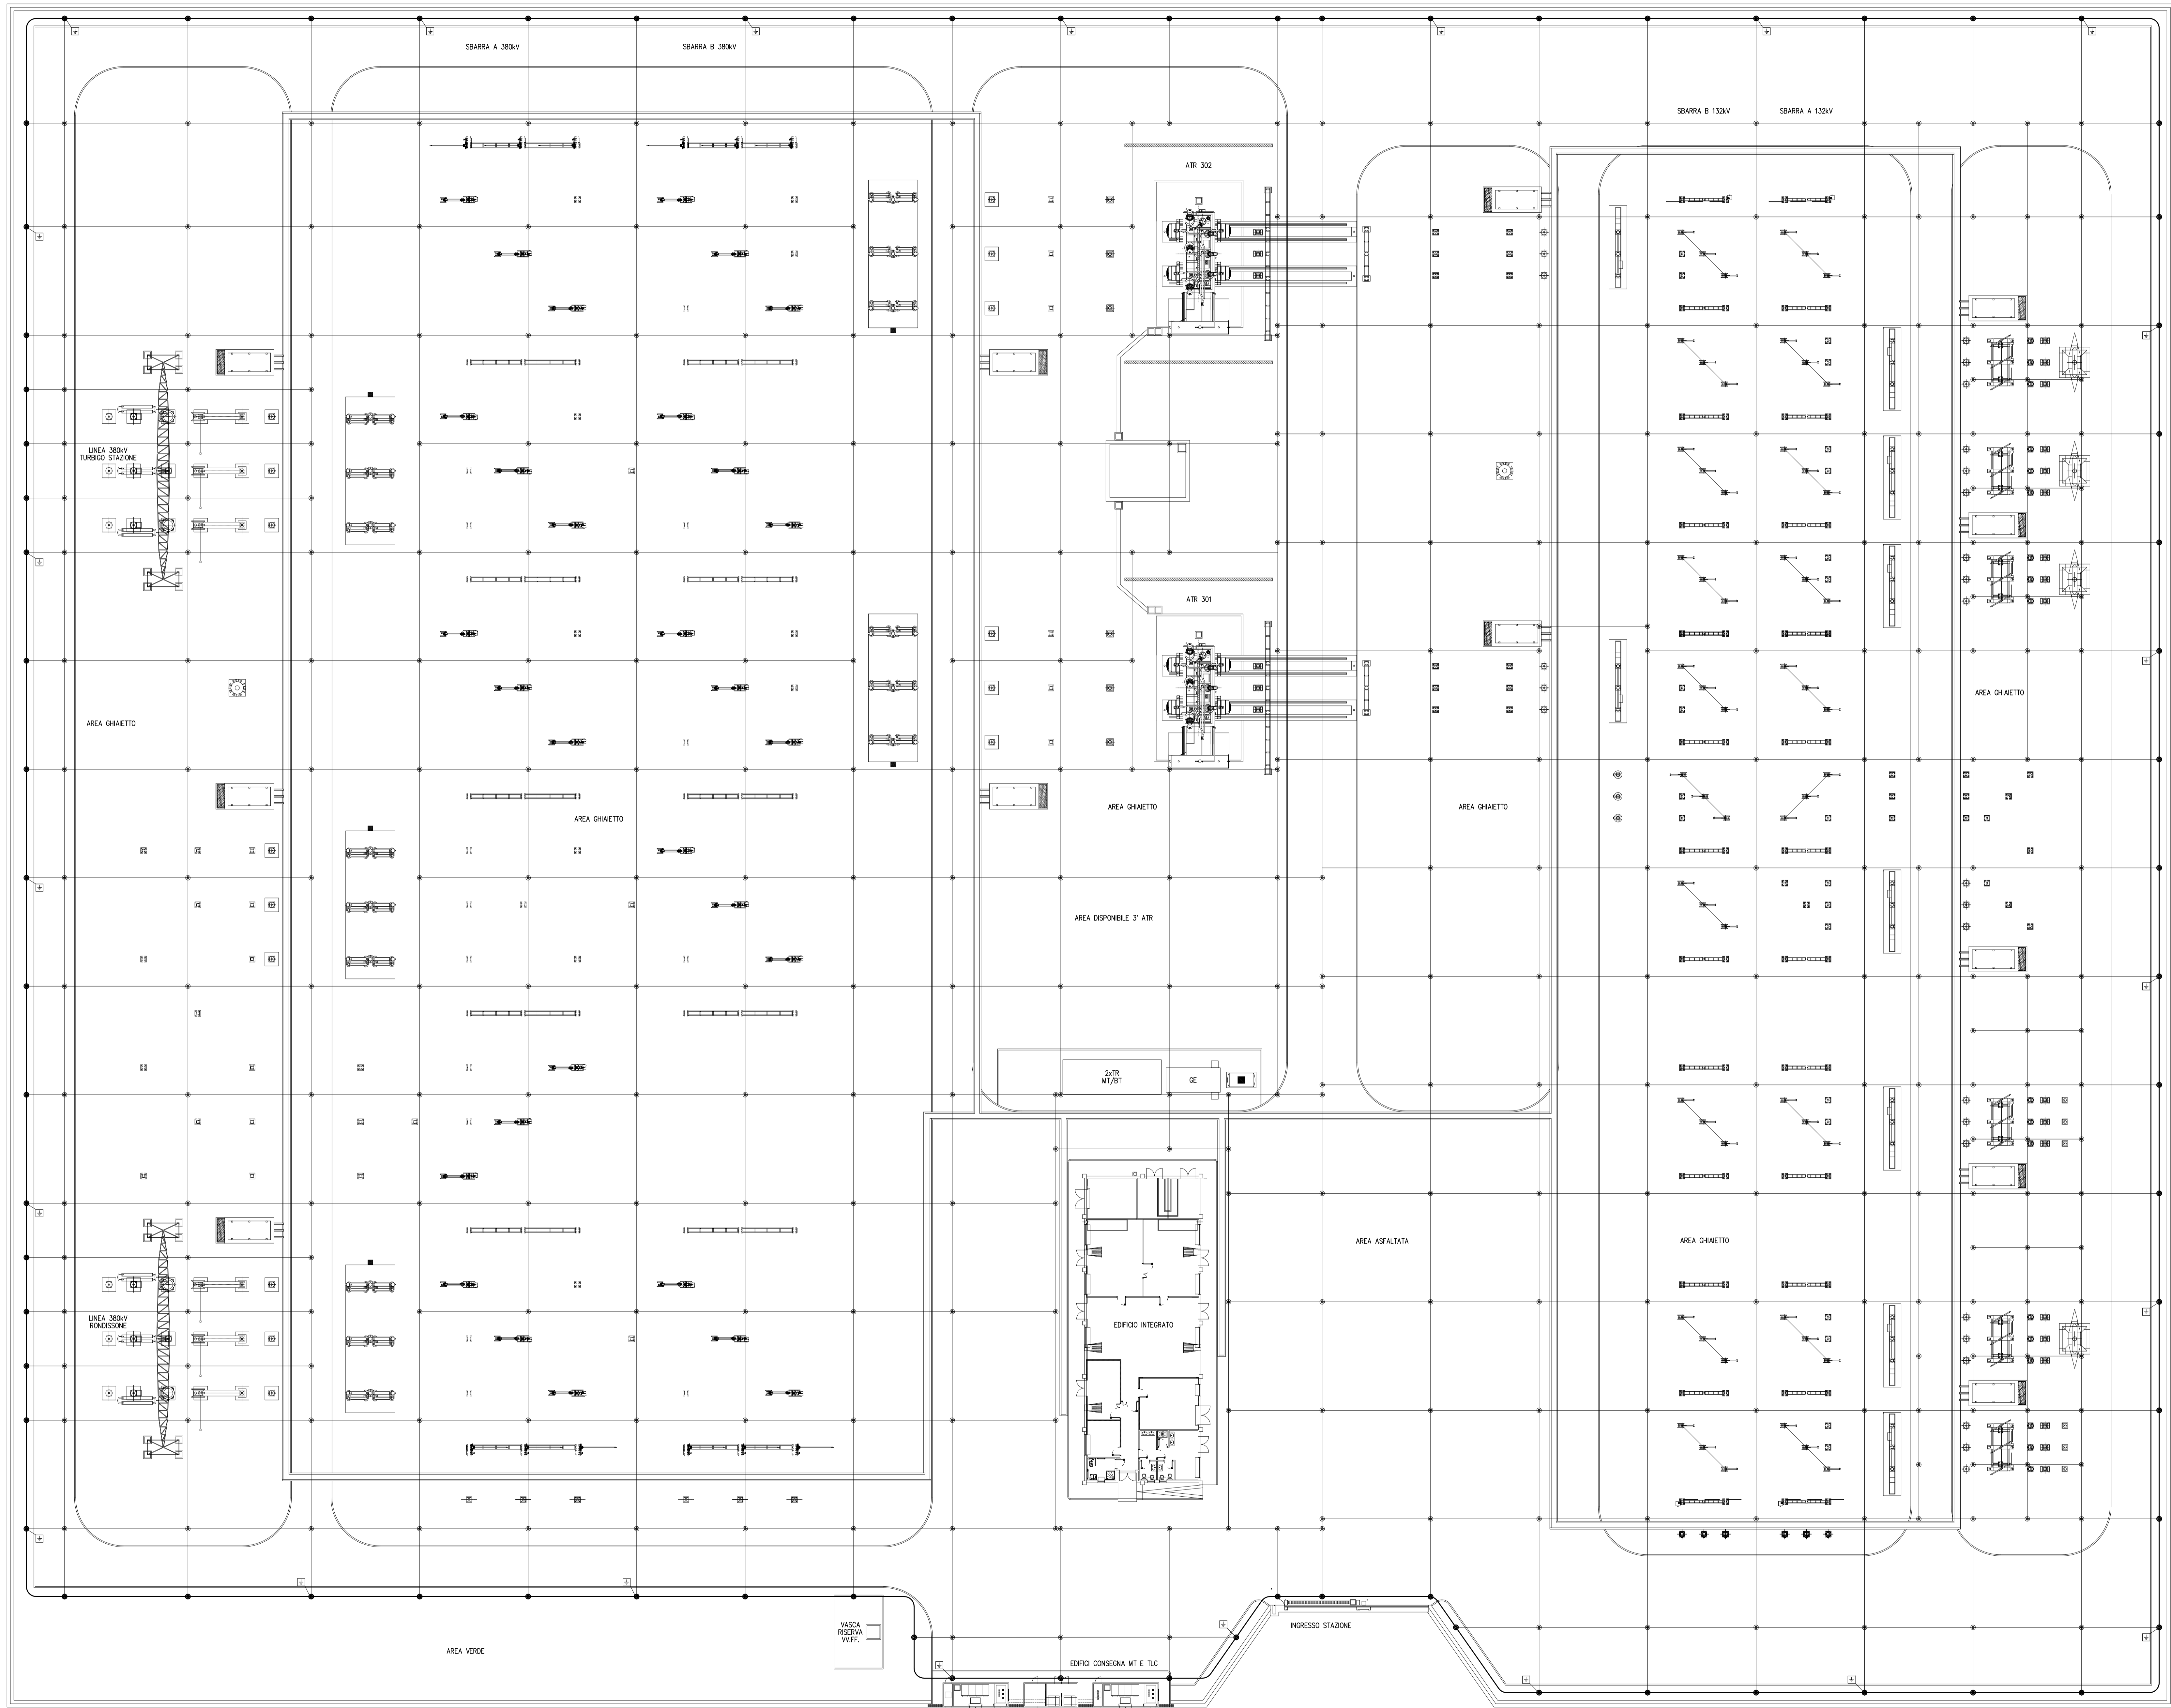 SBARRA A 380kV
SBARRA B 380kV
SBARRA B 132kV
SBARRA A 132kV
ATR 302
LINEA 380kV
TURBIGO STAZIONE
ATR 301
AREA GHIAIETTO
AREA GHIAIETTO
AREA GHIAIETTO
AREA GHIAIETTO
AREA GHIAIETTO
AREA DISPONIBILE 3° ATR
2xTR
MT/BT
GE
AREA ASFALTATA
AREA GHIAIETTO
LINEA 380kV
RONDISSONE
EDIFICIO INTEGRATO
VASCA
RISERVA
VV.FF.
INGRESSO STAZIONE
AREA VERDE
EDIFICI CONSEGNA MT E TLC